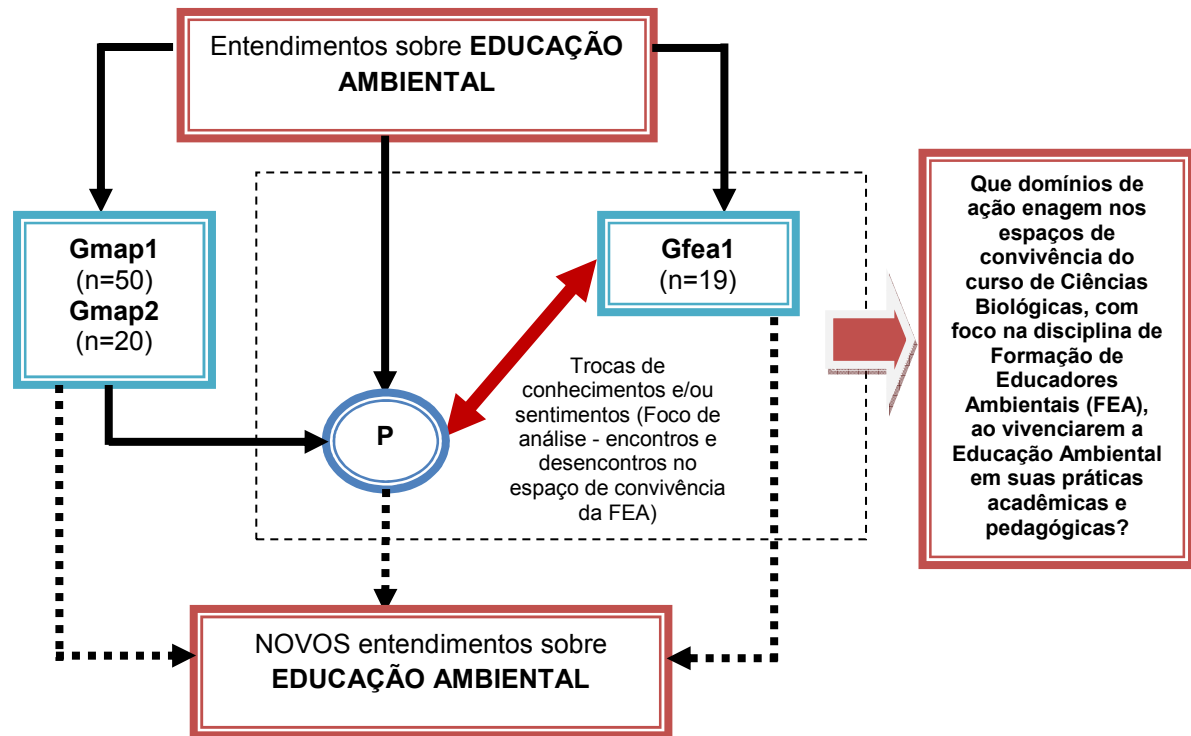 Entendimentos sobre EDUCAÇÃO
AMBIENTAL
Gmap1
(n=50)
Gmap2
(n=20)
Gfea1
(n=19)
P
Trocas de
conhecimentos e/ou
sentimentos (Foco de
análise - encontros e
desencontros no
espaço de convivência
da FEA)
Que domínios de
ação enagem nos
espaços de
convivência do
curso de Ciências
Biológicas, com
foco na disciplina de
Formação de
Educadores
Ambientais (FEA),
ao vivenciarem a
Educação Ambiental
em suas práticas
acadêmicas e
pedagógicas?
NOVOS entendimentos sobre
EDUCAÇÃO AMBIENTAL